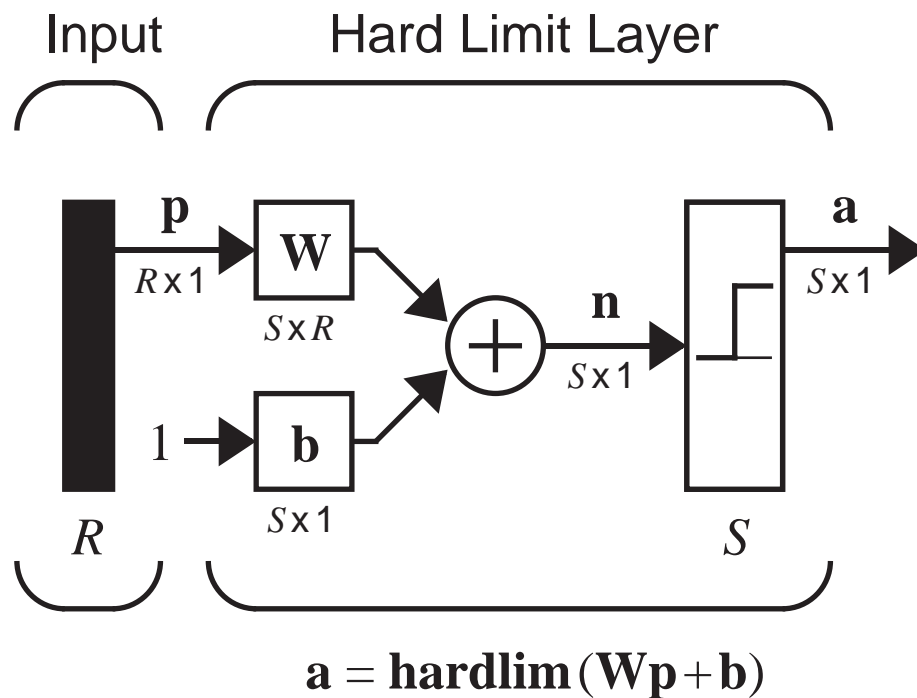 Input Hard Limit Layer
p a
R x 1 W S x 1
S x R n
S x 1
1 b
S x 1
R S
a = hardlim(Wp + b)